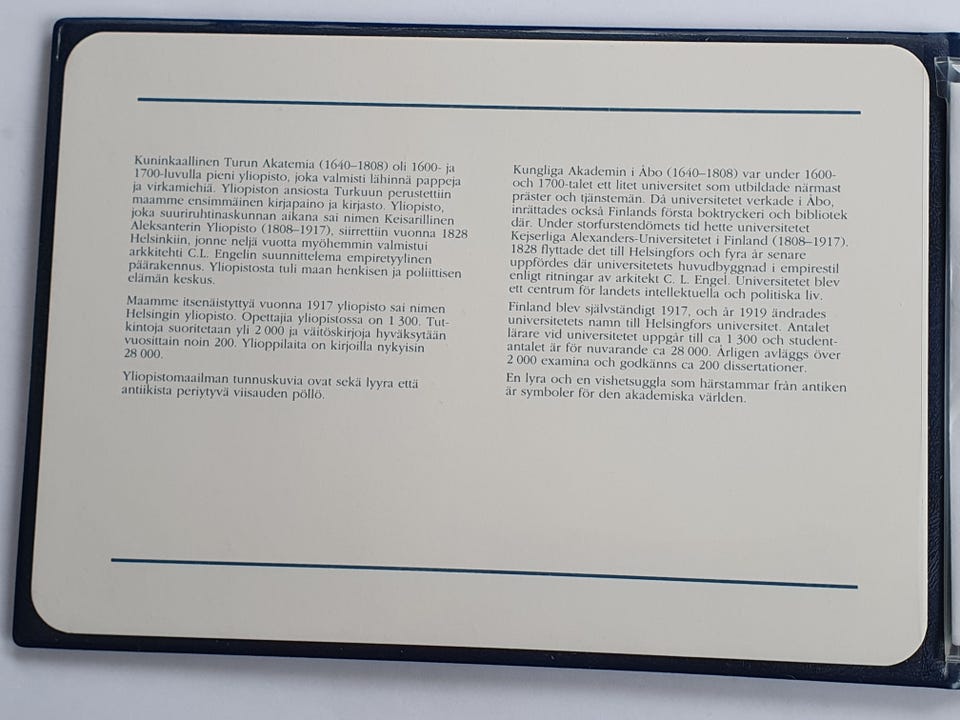 Kuninkaallinen Turun Akatemia (1640–1808) oli 1600- ja
1700-luvulla pieni yliopisto, joka valmisti lähinnä pappeja
ja virkamiehiä. Yliopiston ansiosta Turkuun perustettiin
maamme ensimmäinen kirjapaino ja kirjasto. Yliopisto,
joka suuriruhtinaskunnan aikana sai nimen Keisarillinen
Aleksanterin Yliopisto (1808–1917), siirrettiin vuonna 1828
Helsinkiin, jonne neljä vuotta myöhemmin valmistui
arkkitehti C.L. Engelin suunnittelema empiretyylinen
päärakennus. Yliopistosta tuli maan henkisen ja poliittisen
elämän keskus.
Maamme itsenäistyttyä vuonna 1917 yliopisto sai nimen
Helsingin yliopisto. Opettajia yliopistossa on 1 300. Tut-
kintoja suoritetaan yli 2 000 ja väitöskirjoja hyväksytään
vuosittain noin 200. Ylioppilaita on kirjoilla nykyisin
28 000.
Yliopistomaailman tunnuskuvia ovat sekä lyyra että
antiikista periytyvä viisauden pöllö.
Kungliga Akademin i Åbo (1640–1808) var under 1600-
och 1700-talet ett litet universitet som utbildade närmast
präster och tjänstemän. Då universitetet verkade i Åbo,
inrättades också Finlands första boktryckeri och bibliotek
där. Under storfurstendömets tid hette universitetet
Kejserliga Alexanders-Universitetet i Finland (1808–1917).
1828 flyttade det till Helsingfors och fyra år senare
uppfördes där universitetets huvudbyggnad i empirestil
enligt ritningar av arkitekt C. L. Engel. Universitetet blev
ett centrum för landets intellektuella och politiska liv.
Finland blev självständigt 1917, och år 1919 ändrades
universitetets namn till Helsingfors universitet. Antalet
lärare vid universitetet uppgår till ca 1 300 och student-
antalet är för nuvarande ca 28 000. Årligen avläggs över
2 000 examina och godkänns ca 200 dissertationer.
En lyra och en vishetsuggla som härstammar från antiken
är symboler för den akademiska världen.